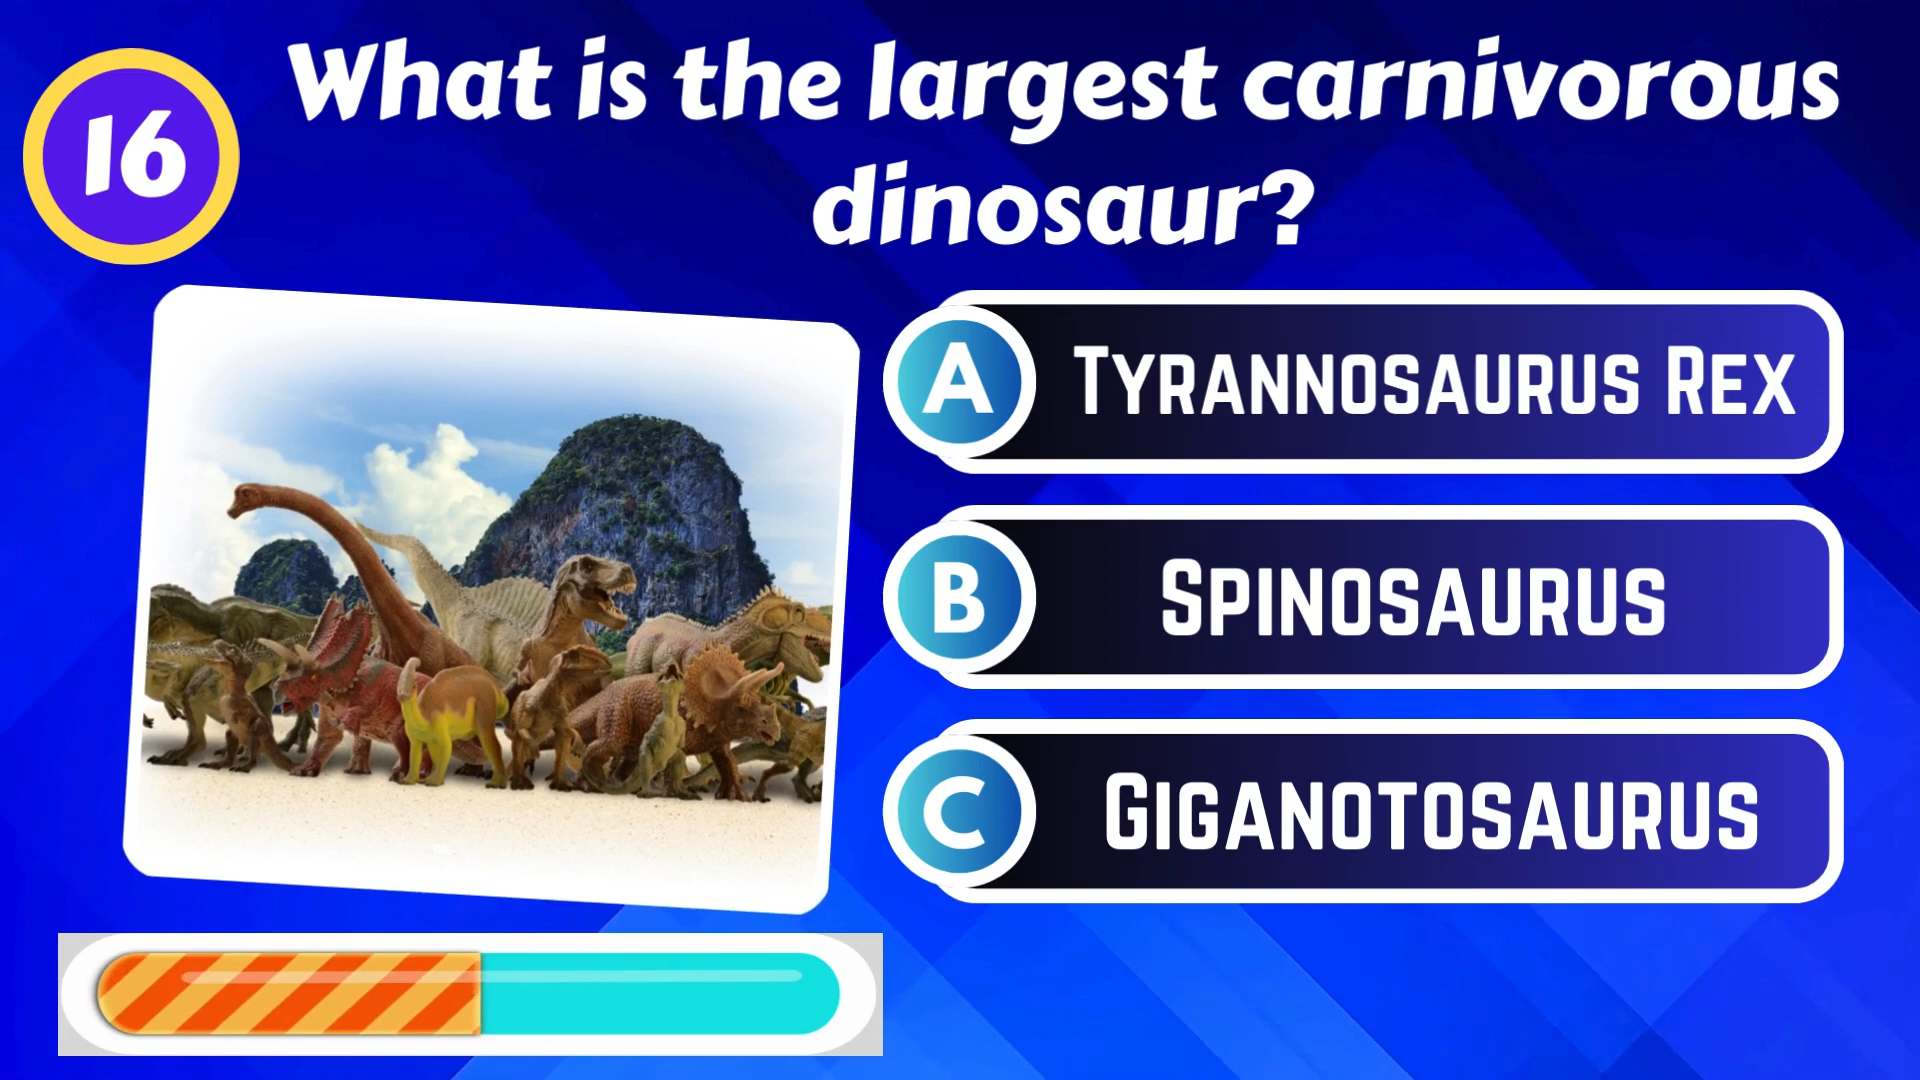 16
What is the largest carnivorous
dinosaur?
A Tyrannosaurus Rex
B Spinosaurus
C Giganotosaurus